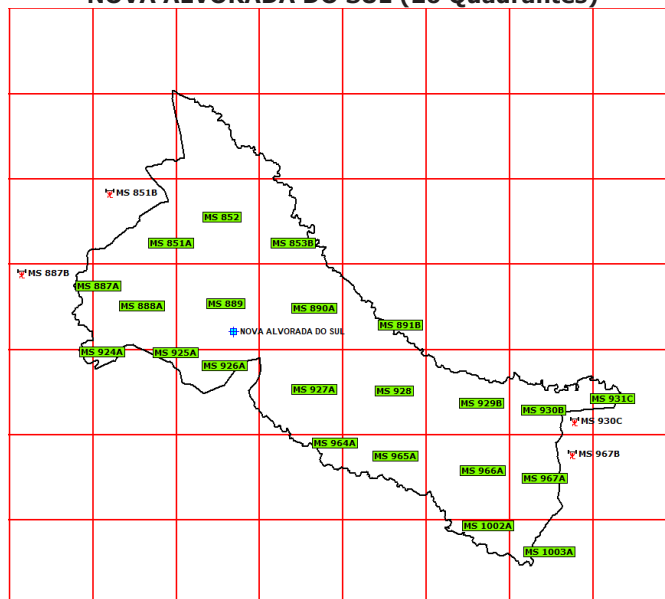 NOVA ALVORADA DO SUL (26 Quadrantes)
MS 851B
MS 852
MS 851A
MS 853B
MS 887B
MS 887A
MS 888A
MS 889
MS 890A
MS 891B
NOVA ALVORADA DO SUL
MS 924A
MS 925A
MS 926A
MS 927A
MS 928
MS 929B
MS 930B
MS 931C
MS 930C
MS 964A
MS 965A
MS 967B
MS 966A
MS 967A
MS 1002A
MS 1003A